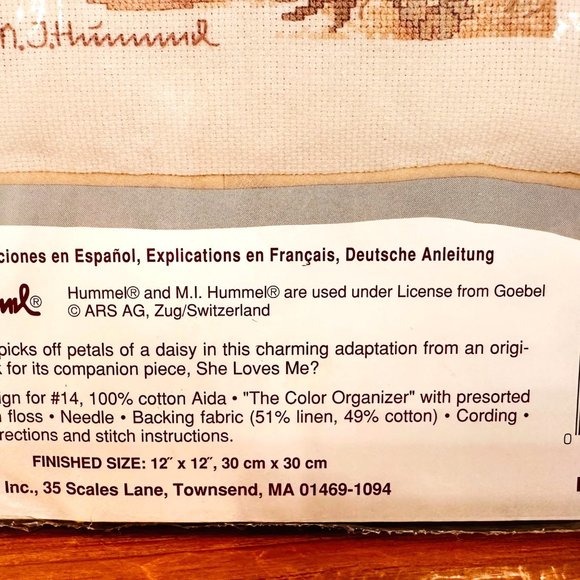 M.J.Hummel
ciones en Español, Explications en Français, Deutsche Anleitung
® Hummel® and M.I. Hummel® are used under License from Goebel
© ARS AG, Zug/Switzerland
picks off petals of a daisy in this charming adaptation from an origi-
k for its companion piece, She Loves Me?
ign for #14, 100% cotton Aida • "The Color Organizer" with presorted
n floss • Needle • Backing fabric (51% linen, 49% cotton) • Cording •
irections and stitch instructions.
0
FINISHED SIZE: 12″ x 12″, 30 cm x 30 cm
Inc., 35 Scales Lane, Townsend, MA 01469-1094